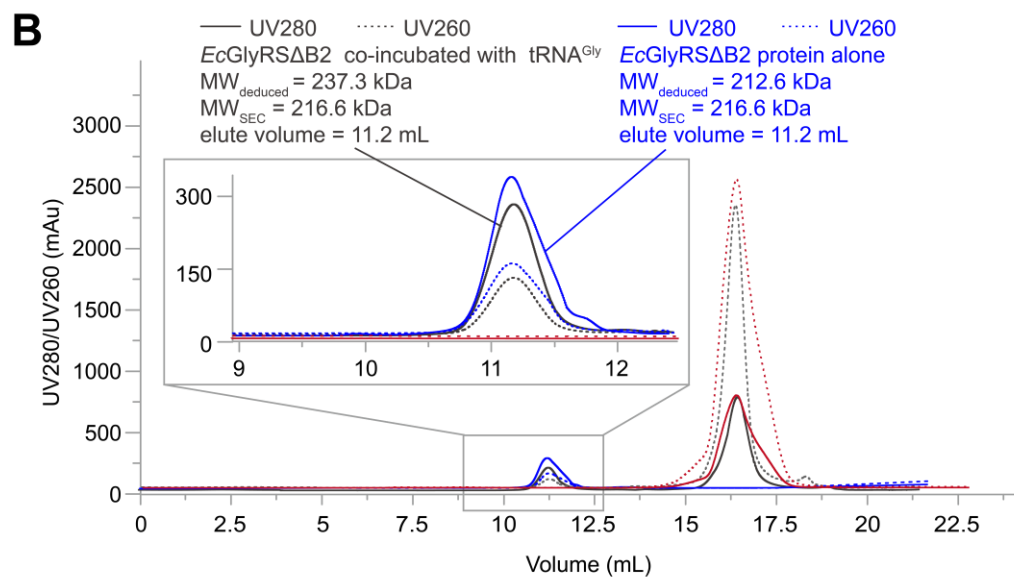 B
UV280 UV260
EcGlyRSΔB2 co-incubated with tRNAGly
MWdeduced = 237.3 kDa
MWSEC = 216.6 kDa
elute volume = 11.2 mL
UV280 UV260
EcGlyRSΔB2 protein alone
MWdeduced = 212.6 kDa
MWSEC = 216.6 kDa
elute volume = 11.2 mL
UV280/UV260 (mAu)
3000
2500
2000
1500
1000
500
0
300
150
0
9 10 11 12
0 2.5 5 7.5 10 12.5 15 17.5 20 22.5
Volume (mL)